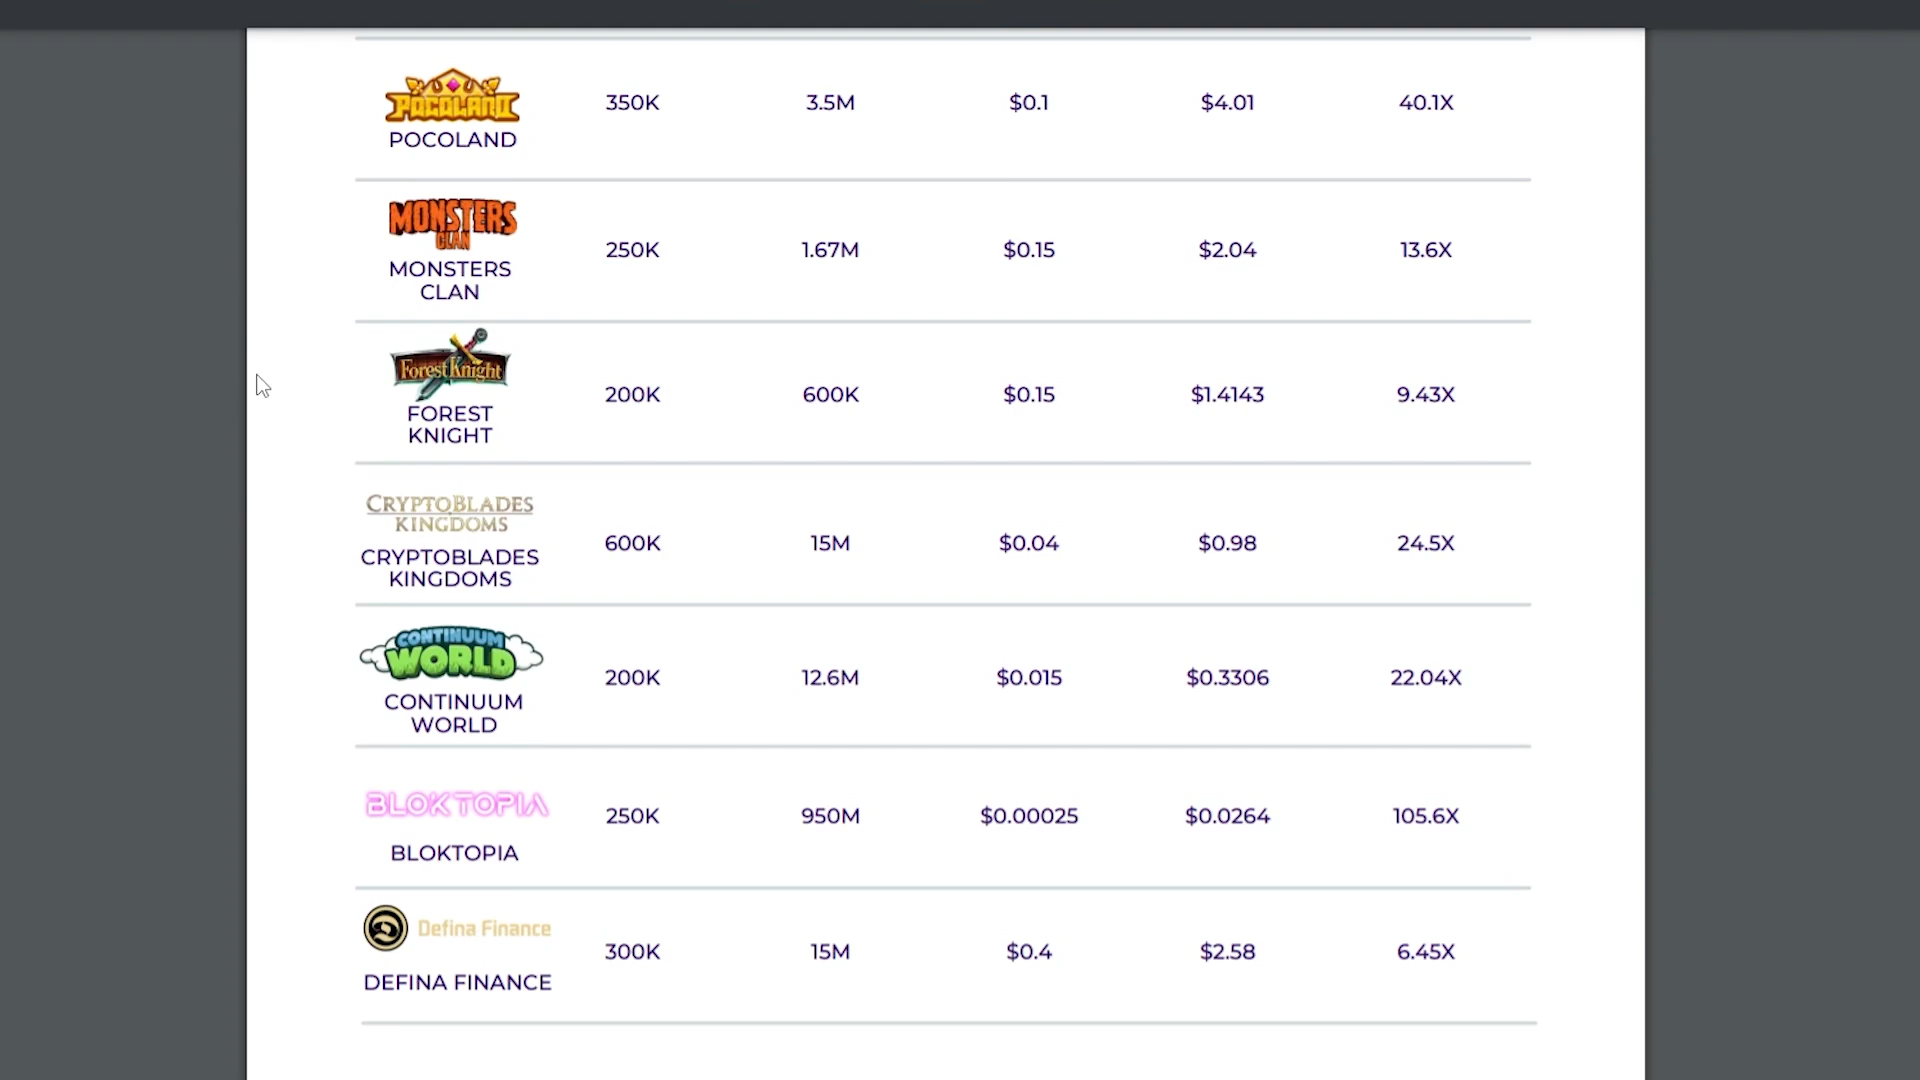 POCOLAND
POCOLAND 350K 3.5M $0.1 $4.01 40.1X
MONSTERS
CLAN
MONSTERS
CLAN
250K 1.67M $0.15 $2.04 13.6X
Forest Knight
FOREST
KNIGHT
200K 600K $0.15 $1.4143 9.43X
CRYPTOBLADES
KINGDOMS
CRYPTOBLADES
KINGDOMS
600K 15M $0.04 $0.98 24.5X
CONTINUUM
WORLD
CONTINUUM
WORLD
200K 12.6M $0.015 $0.3306 22.04X
BLOKTOPIA
BLOKTOPIA
250K 950M $0.00025 $0.0264 105.6X
Defina Finance
DEFINA FINANCE
300K 15M $0.4 $2.58 6.45X